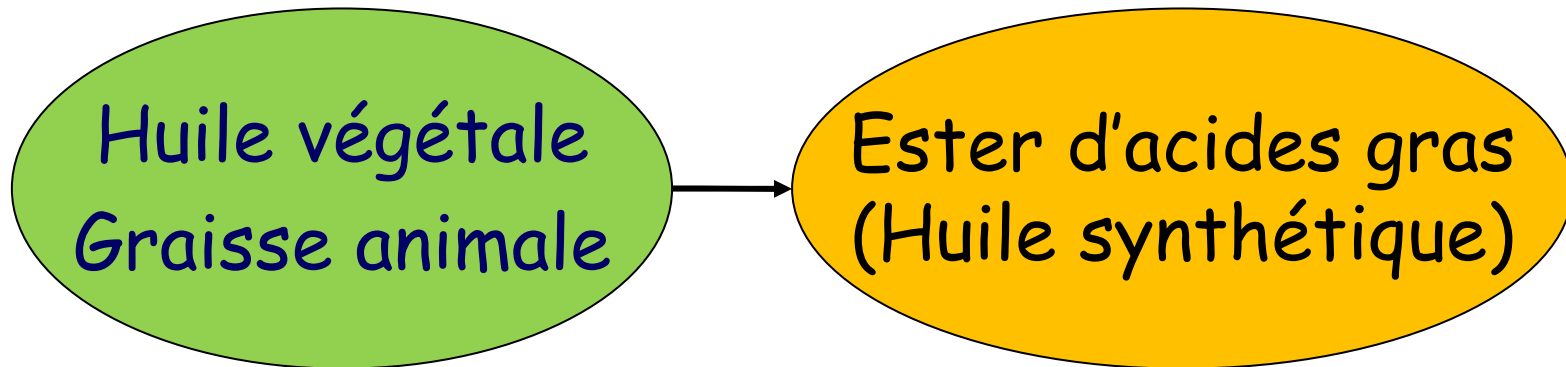 Huile végétale
Graisse animale
Ester d’acides gras
(Huile synthétique)